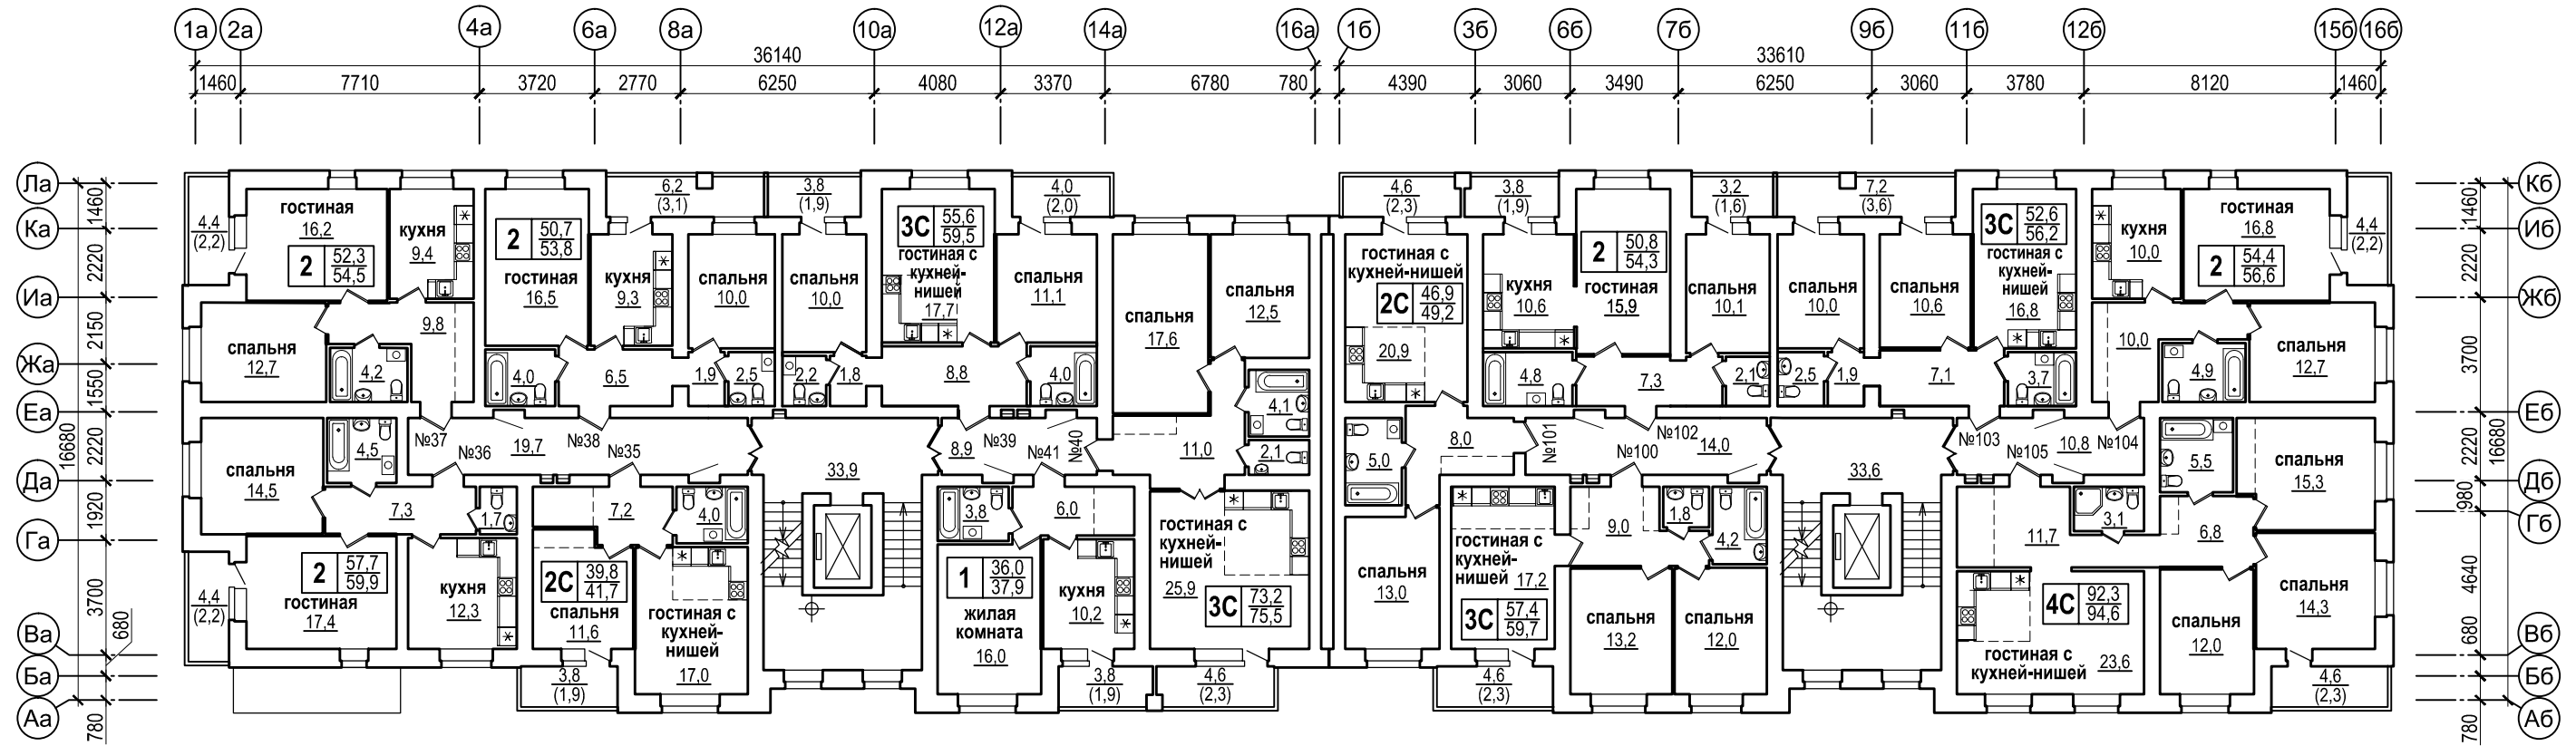 1а 2а 4а 6а 8а 10а 12а 14а 16а 1б 3б 6б 7б 9б 11б 12б 15б 16б
36140 33610
1460 7710 3720 2770 6250 4080 3370 6780 780 4390 3060 3490 6250 3060 3780 8120 1460
Ла
Ка
Иа
Жа
Еа
Да
Га
Ва
Ба
Аа
16680
1460
2220
2150
1550
2220
1920
3700
680
780
4,4
(2,2)
гостиная
16,2
2 52,3
54,5
кухня
9,4
2 50,7
53,8
гостиная
16,5
6,2
(3,1)
кухня
9,3
спальня
10,0
3,8
(1,9)
спальня
10,0
3С 55,6
59,5
гостиная с
кухней-
нишей
17,7
4,0
(2,0)
спальня
11,1
спальня
17,6
спальня
12,5
спальня
12,7
9,8
4,2
4,0
6,5
1,9
2,5
2,2
1,8
8,8
4,0
4,1
2,1
11,0
спальня
14,5
4,5
№37
№36
19,7
№38
№35
33,9
8,9
№39
№41
№40
7,3
1,7
7,2
4,0
3,8
6,0
4,4
(2,2)
2 57,7
59,9
гостиная
17,4
кухня
12,3
2С 39,8
41,7
спальня
11,6
гостиная с
кухней-
нишей
17,0
3,8
(1,9)
1 36,0
37,9
жилая
комната
16,0
кухня
10,2
3,8
(1,9)
гостиная с
кухней-
нишей
25,9
3С 73,2
75,5
4,6
(2,3)
4,6
(2,3)
гостиная с
кухней-нишей
2С 46,9
49,2
20,9
3,8
(1,9)
кухня
10,6
2 50,8
54,3
гостиная
15,9
3,2
(1,6)
спальня
10,1
7,2
(3,6)
спальня
10,0
спальня
10,6
3С 52,6
56,2
гостиная с
кухней-
нишей
16,8
кухня
10,0
гостиная
16,8
2 54,4
56,6
4,4
(2,2)
4,8
7,3
2,1
2,5
1,9
7,1
3,7
10,0
4,9
спальня
12,7
5,0
8,0
№101
№100
№102
14,0
33,6
№103
№105
10,8
№104
5,5
спальня
15,3
спальня
13,0
гостиная с
кухней-
нишей 17,2
3С 57,4
59,7
4,6
(2,3)
9,0
1,8
4,2
спальня
13,2
спальня
12,0
11,7
3,1
6,8
4С 92,3
94,6
гостиная с
кухней-нишей 23,6
спальня
12,0
спальня
14,3
4,6
(2,3)
Кб
Иб
Жб
Еб
Дб
Гб
Вб
Бб
Аб
1460
2220
3700
2220
980
4640
680
780
16680